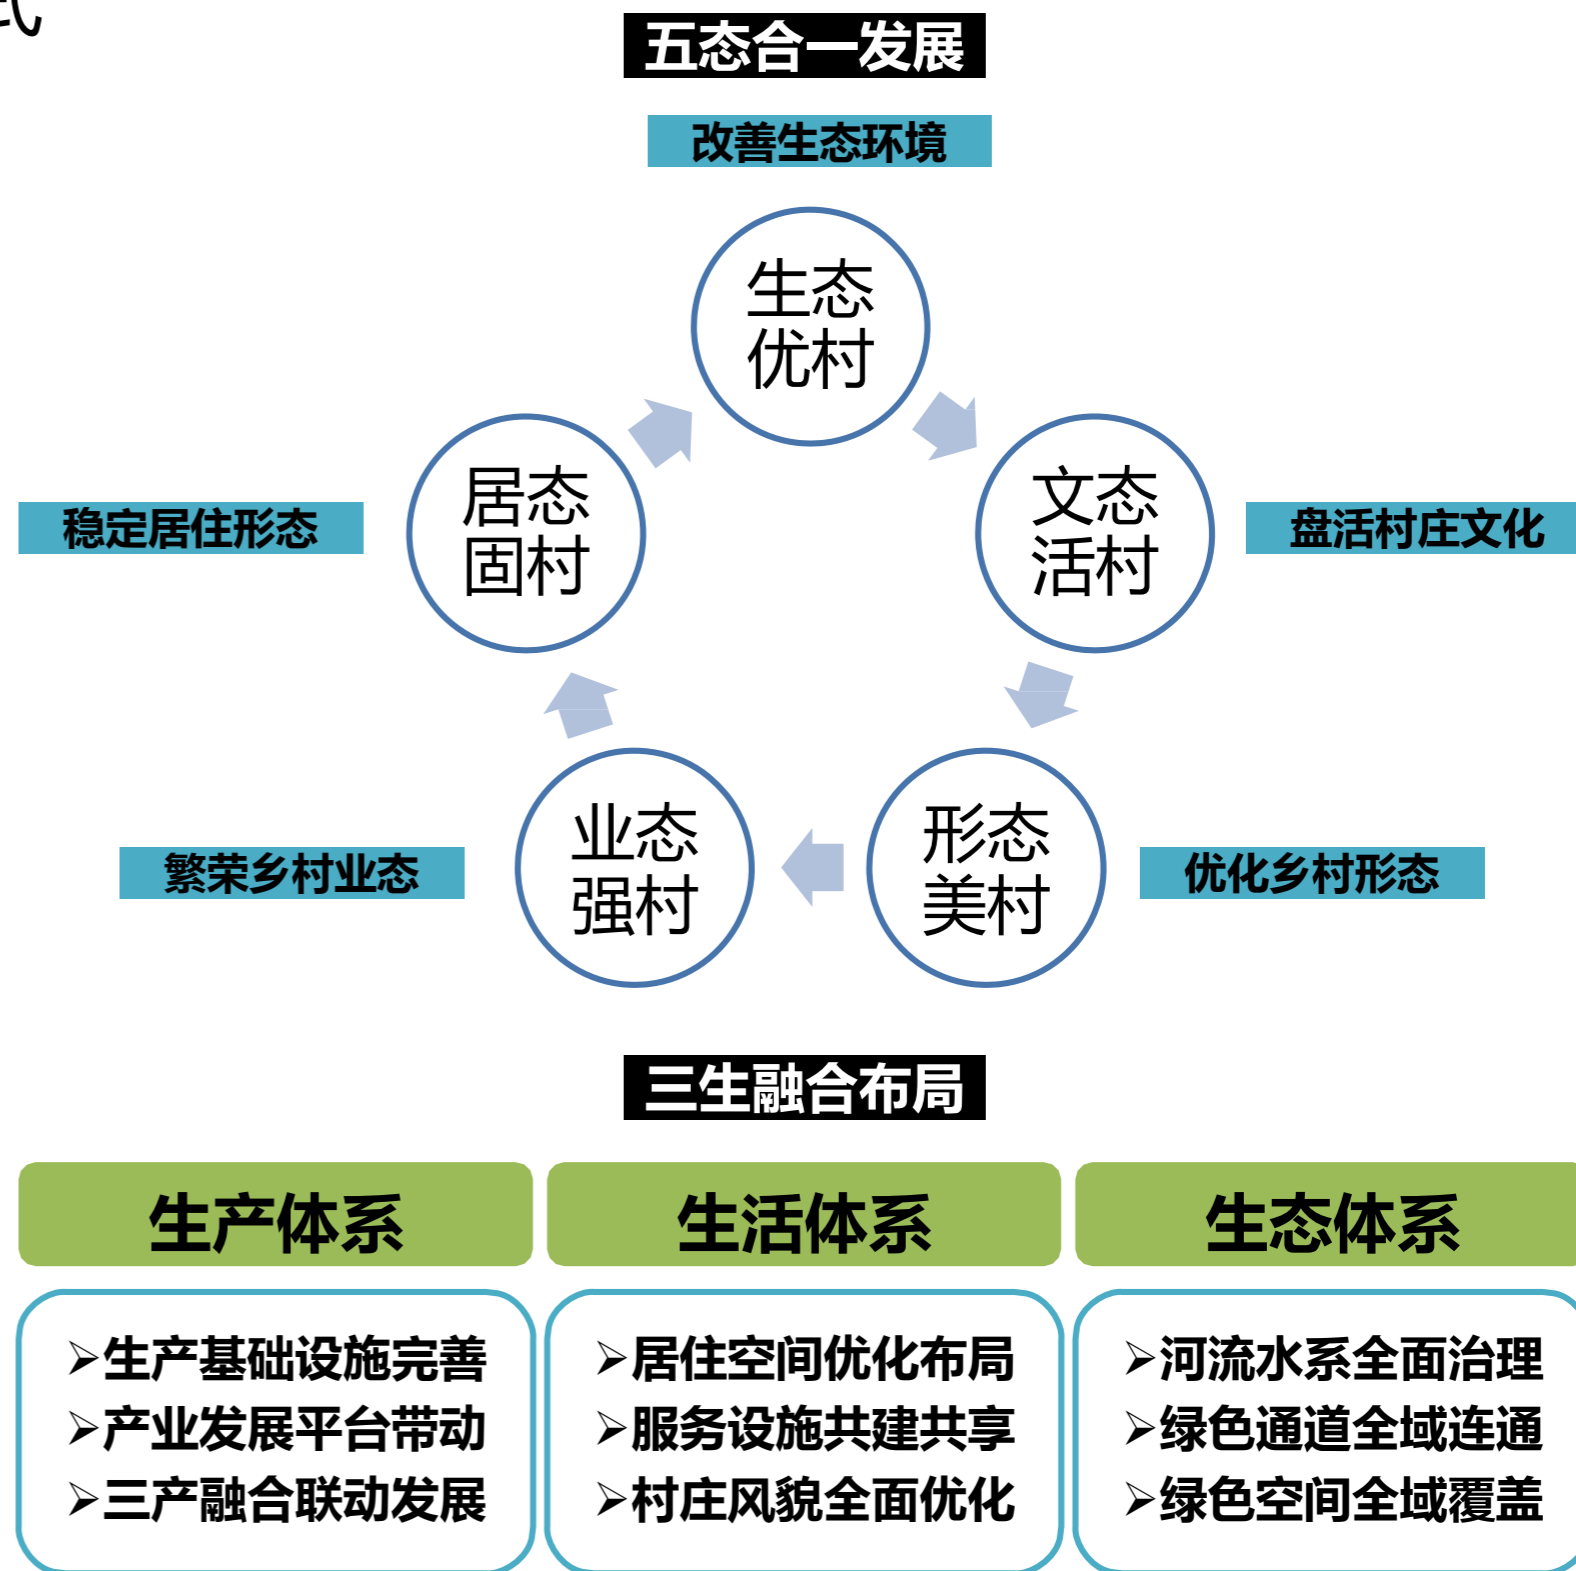 式
五态合一发展
改善生态环境
生态
优村
居态
固村
文态
活村
稳定居住形态
盘活村庄文化
业态
强村
形态
美村
繁荣乡村业态
优化乡村形态
三生融合布局
生产体系
生活体系
生态体系
➢生产基础设施完善
➢产业发展平台带动
➢三产融合联动发展
➢居住空间优化布局
➢服务设施共建共享
➢村庄风貌全面优化
➢河流水系全面治理
➢绿色通道全域连通
➢绿色空间全域覆盖